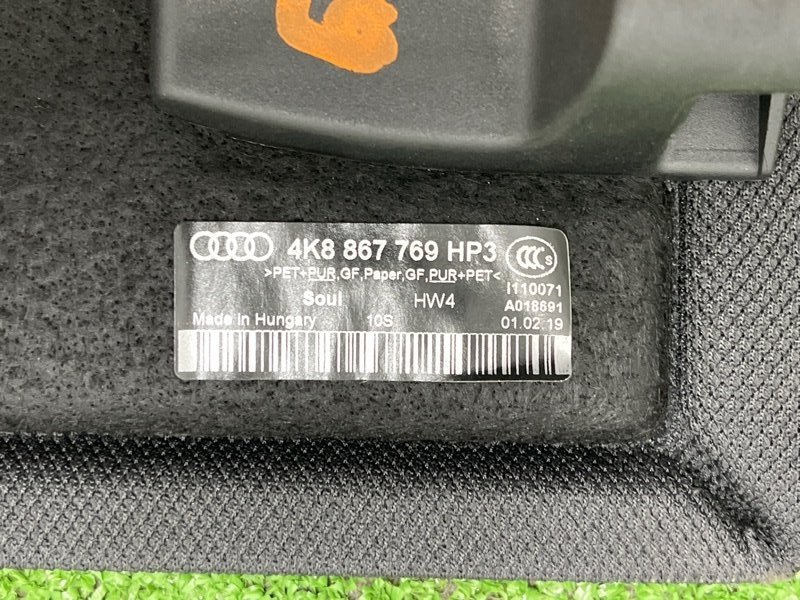 4K8 867 769 HP3
>PET+PUR,GF,Paper,GF,PUR+PET<
CCC S
I110071
Soul HW4 A018691
Made in Hungary 10S 01.02.19